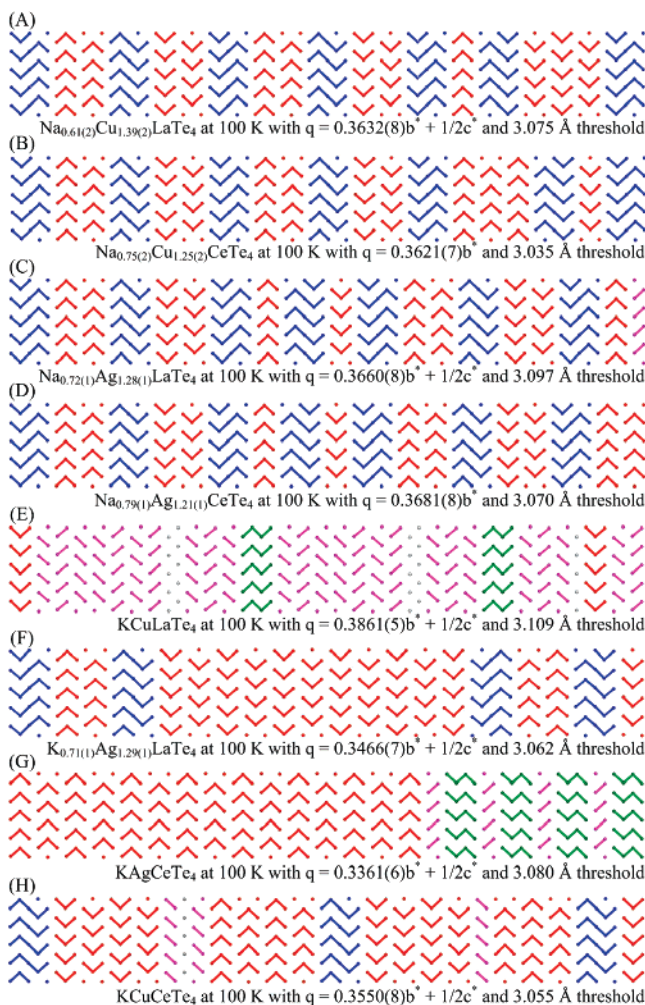 (A)
Na0.61(2)Cu1.39(2)LaTe4 at 100 K with q = 0.3632(8)b* + 1/2c* and 3.075 Å threshold
(B)
Na0.75(2)Cu1.25(2)CeTe4 at 100 K with q = 0.3621(7)b* and 3.035 Å threshold
(C)
Na0.72(1)Ag1.28(1)LaTe4 at 100 K with q = 0.3660(8)b* + 1/2c* and 3.097 Å threshold
(D)
Na0.79(1)Ag1.21(1)CeTe4 at 100 K with q = 0.3681(8)b* and 3.070 Å threshold
(E)
KCuLaTe4 at 100 K with q = 0.3861(5)b* + 1/2c* and 3.109 Å threshold
(F)
K0.71(1)Ag1.29(1)LaTe4 at 100 K with q = 0.3466(7)b* + 1/2c* and 3.062 Å threshold
(G)
KAgCeTe4 at 100 K with q = 0.3361(6)b* + 1/2c* and 3.080 Å threshold
(H)
KCuCeTe4 at 100 K with q = 0.3550(8)b* + 1/2c* and 3.055 Å threshold